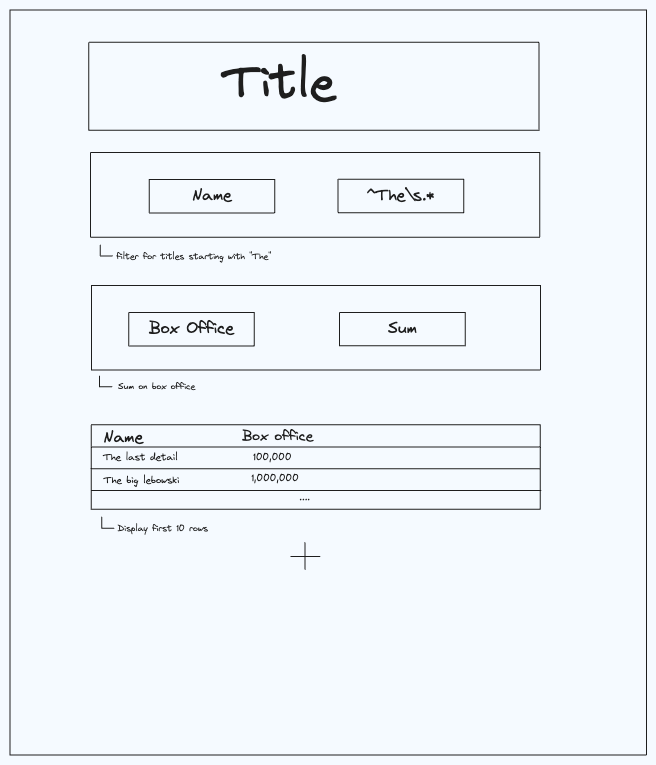 Title
Name ^The\s.*
filter for titles starting with "The"
Box Office Sum
Sum on box office
Name Box office
The last detail 100,000
The big lebowski 1,000,000
....
Display first 10 rows